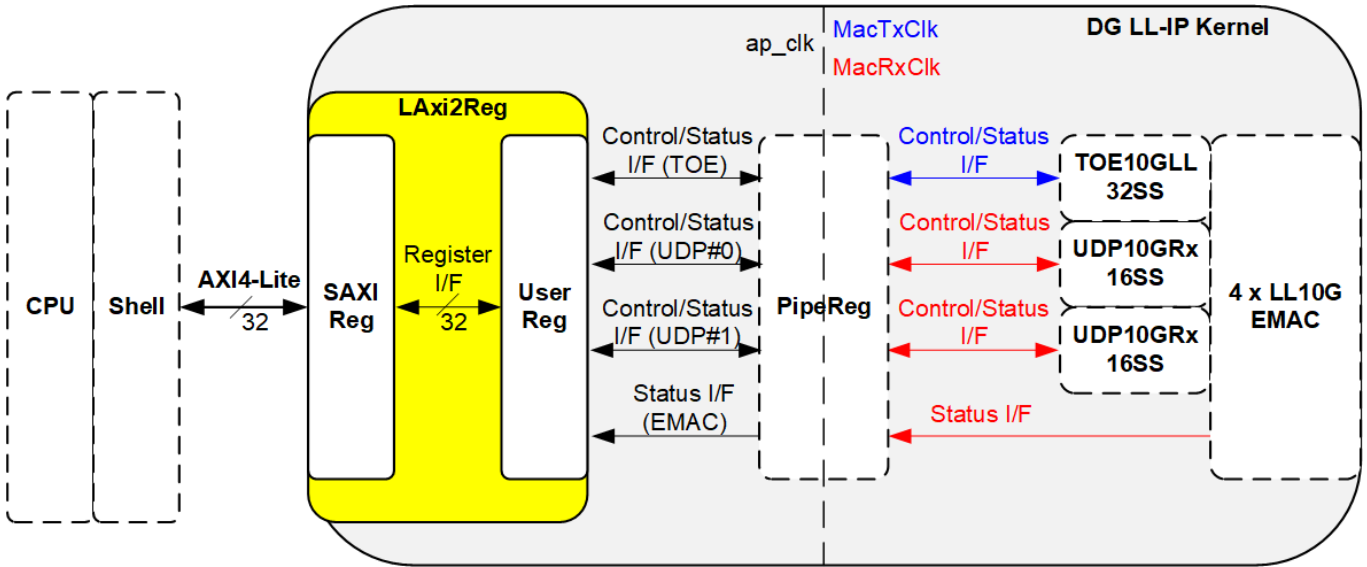 DG LL-IP Kernel
ap_clk
MacTxClk
MacRxClk
LAxi2Reg
CPU
Shell
AXI4-Lite
32
SAXI
Reg
Register
I/F
32
User
Reg
Control/Status
I/F (TOE)
Control/Status
I/F (UDP#0)
Control/Status
I/F (UDP#1)
Status I/F
(EMAC)
PipeReg
Control/Status
I/F
Control/Status
I/F
Control/Status
I/F
Status I/F
TOE10GLL
32SS
UDP10GRx
16SS
UDP10GRx
16SS
4 x LL10G
EMAC